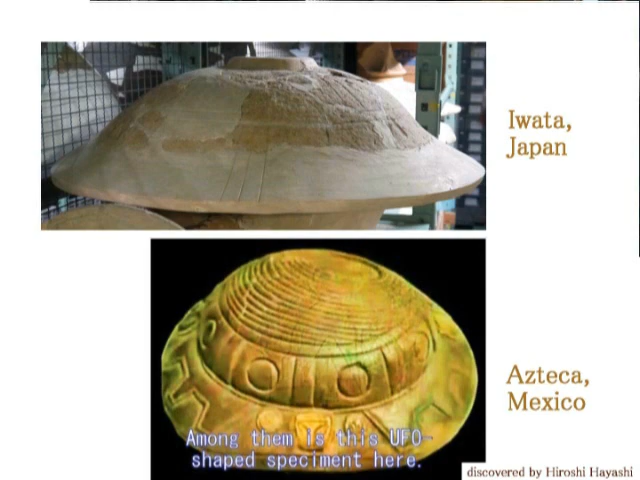 Iwata,
Japan
Azteca,
Mexico
Among them is this UFO-
shaped speciment here.
discovered by Hiroshi Hayashi